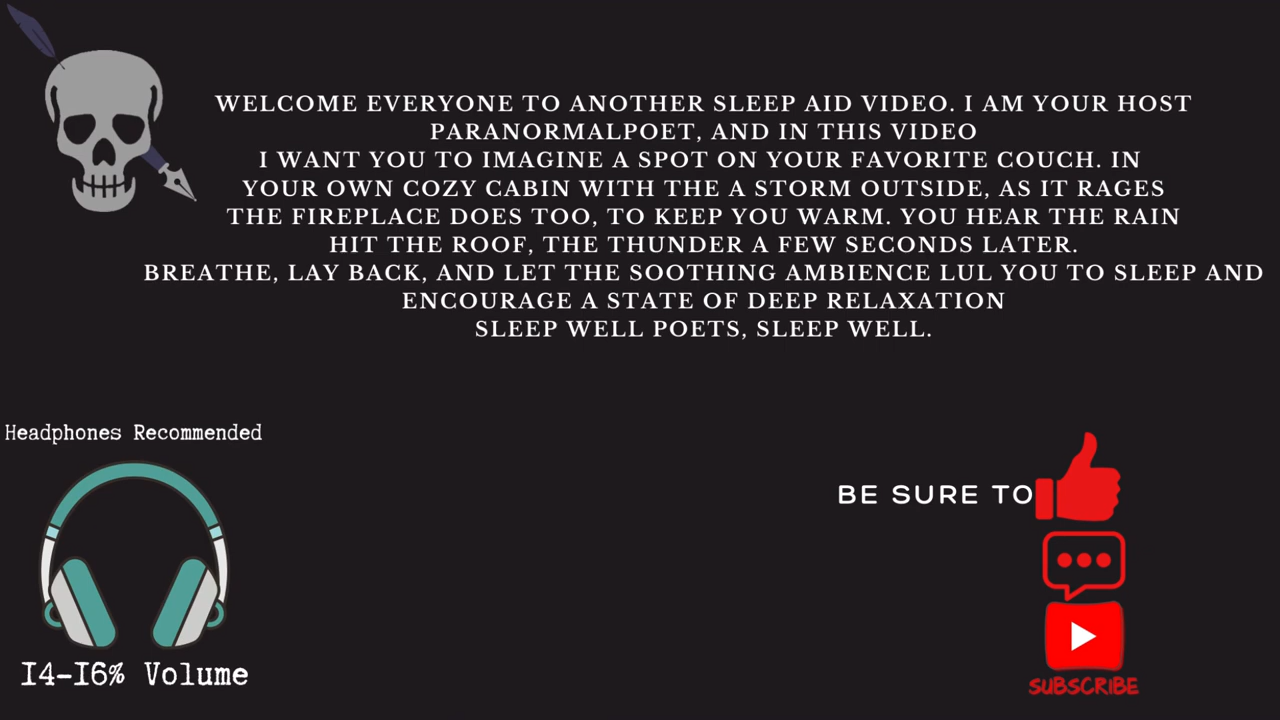 WELCOME EVERYONE TO ANOTHER SLEEP AID VIDEO. I AM YOUR HOST
PARANORMALPOET, AND IN THIS VIDEO
I WANT YOU TO IMAGINE A SPOT ON YOUR FAVORITE COUCH. IN
YOUR OWN COZY CABIN WITH THE A STORM OUTSIDE, AS IT RAGES
THE FIREPLACE DOES TOO, TO KEEP YOU WARM. YOU HEAR THE RAIN
HIT THE ROOF, THE THUNDER A FEW SECONDS LATER.
BREATHE, LAY BACK, AND LET THE SOOTHING AMBIENCE LUL YOU TO SLEEP AND
ENCOURAGE A STATE OF DEEP RELAXATION
SLEEP WELL POETS, SLEEP WELL.
Headphones Recommended
14-16% Volume
BE SURE TO
SUBSCRIBE